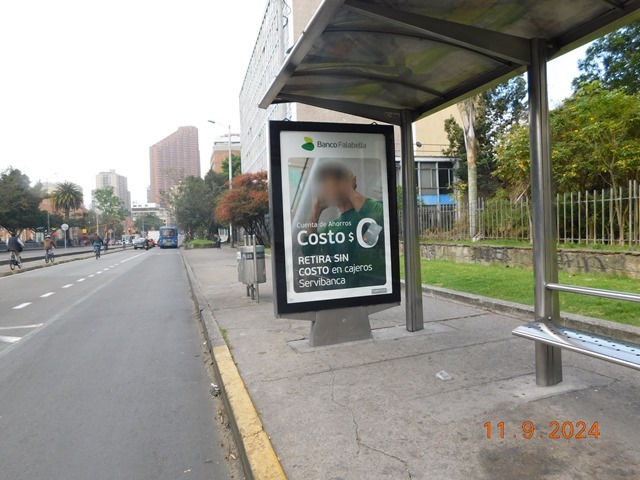 Banco Falabella
Cuenta de Ahorros
Costo $0
RETIRA SIN
COSTO en cajeros
Servibanca
11.9.2024